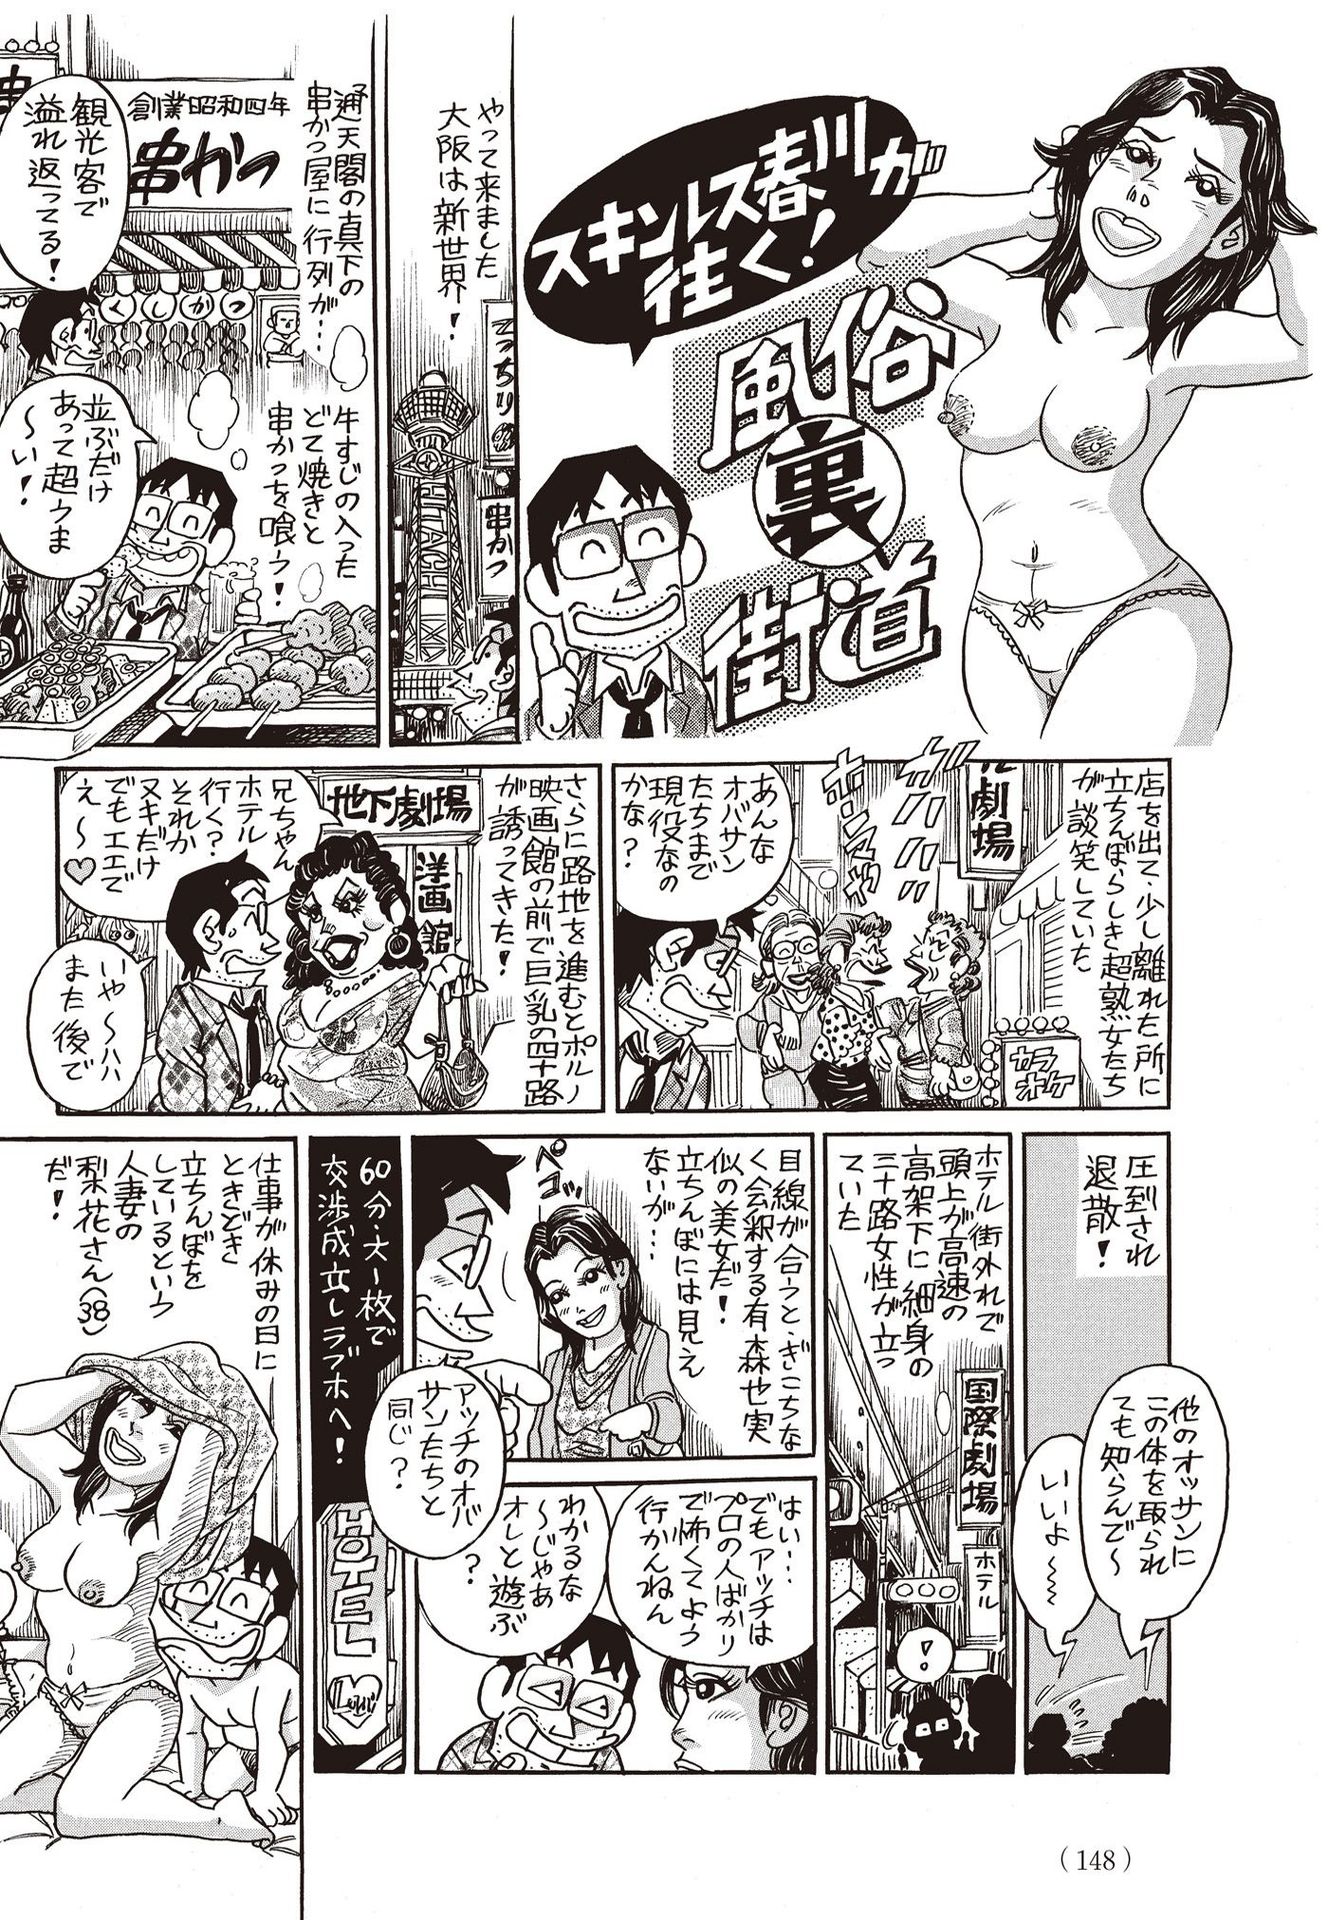 スキンレス春川が
往く!
風俗
裏
街道
やって来ました
大阪は新世界!
てっちり
串かつ
HITACHI
通天閣の真下の
串かつ屋に行列が…
創業昭和四年
串かつ
くしかつ
観光客で
溢れ返ってる!
牛すじの入った
どて焼きと
串かつを喰う!
並ぶだけ
あって超ウま
〜い!
店を出て、少し離れた所に
立ちんぼらしき超熟女たち
が談笑していた
劇場
ガハハハ
ホンマや
カラ
オケ
あんな
オバサン
たちまで
現役なの
かな?
さらに路地を進むとポルノ
映画館の前で巨乳の四十路
が誘ってきた!
地下劇場
洋画館
兄ちゃん
ホテル
行く?
それか
ヌキだけ
でもエエで
え〜♡
いや〜ハハ
また後で
圧倒され
退散!
他のオッサンに
この体を取られ
ても知らんで〜
いいよ〜
ホテル街外れで
頭上が高速の
高架下に細身の
三十路女性が立っ
ていた
国際劇場
ホテル
!
目線が合うと、ぎこちな
く会釈する有森也実
似の美女だ!
立ちんぼには見え
ないが…
ペコッ
アッチのオバ
サンたちと
同じ?
はい…
でもアッチは
プロの人ばかり
で怖くてよう
行かんねん
わかるな
〜じゃあ
オレと遊ぶ
?
60分・大一枚で
交渉成立しラブホへ!
HOTEL
仕事が休みの日に
ときどき
立ちんぼを
しているという
人妻の
梨花さん(38)
だ!
(148)